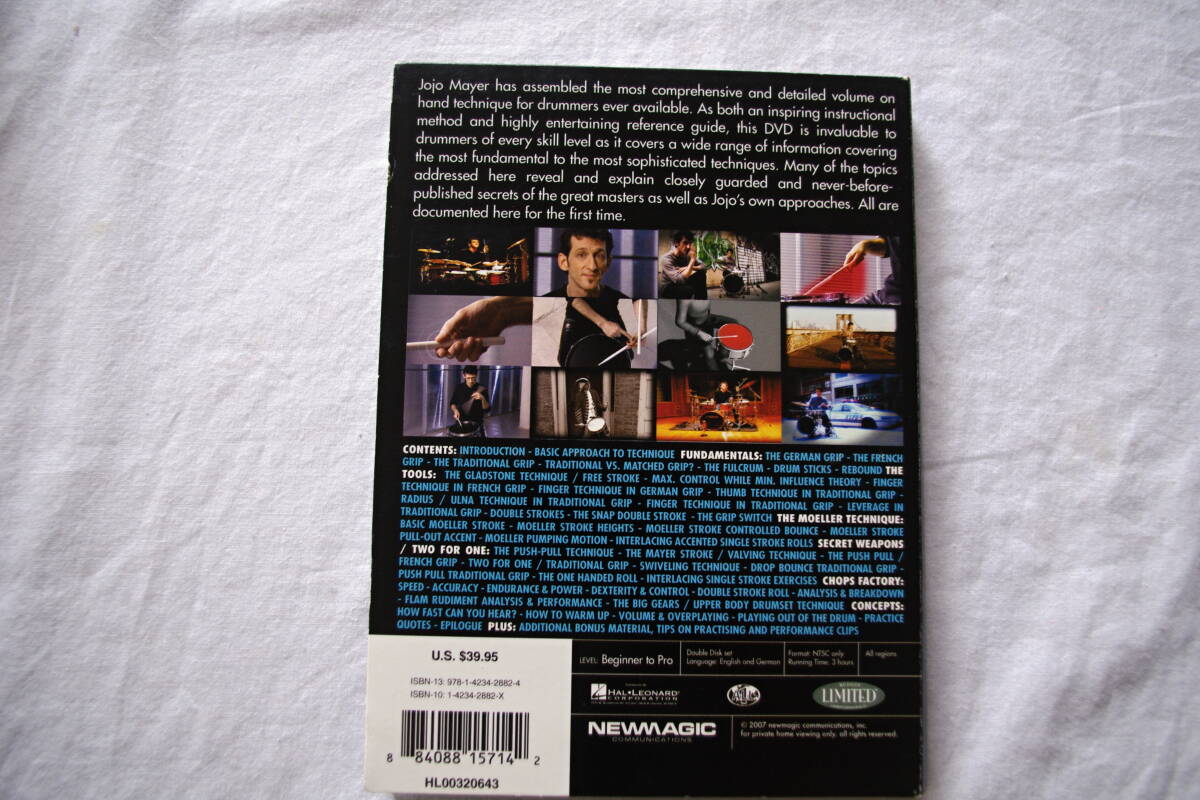 Jojo Mayer has assembled the most comprehensive and detailed volume on
hand technique for drummers ever available. As both an inspiring instructional
method and highly entertaining reference guide, this DVD is invaluable to
drummers of every skill level as it covers a wide range of information covering
the most fundamental to the most sophisticated techniques. Many of the topics
addressed here reveal and explain closely guarded and never-before-
published secrets of the great masters as well as Jojo's own approaches. All are
documented here for the first time.
CONTENTS: INTRODUCTION - BASIC APPROACH TO TECHNIQUE FUNDAMENTALS: THE GERMAN GRIP - THE FRENCH
GRIP - THE TRADITIONAL GRIP - TRADITIONAL VS. MATCHED GRIP? - THE FULCRUM - DRUM STICKS - REBOUND THE
TOOLS: THE GLADSTONE TECHNIQUE / FREE STROKE - MAX. CONTROL WHILE MIN. INFLUENCE THEORY - FINGER
TECHNIQUE IN FRENCH GRIP - FINGER TECHNIQUE IN GERMAN GRIP - THUMB TECHNIQUE IN TRADITIONAL GRIP -
RADIUS / ULNA TECHNIQUE IN TRADITIONAL GRIP - FINGER TECHNIQUE IN TRADITIONAL GRIP - LEVERAGE IN
TRADITIONAL GRIP - DOUBLE STROKES - THE SNAP DOUBLE STROKE - THE GRIP SWITCH THE MOELLER TECHNIQUE:
BASIC MOELLER STROKE - MOELLER STROKE HEIGHTS - MOELLER STROKE CONTROLLED BOUNCE - MOELLER STROKE
PULL-OUT ACCENT - MOELLER PUMPING MOTION - INTERLACING ACCENTED SINGLE STROKE ROLLS SECRET WEAPONS
/ TWO FOR ONE: THE PUSH-PULL TECHNIQUE - THE MAYER STROKE / VALVING TECHNIQUE - THE PUSH PULL /
FRENCH GRIP - TWO FOR ONE / TRADITIONAL GRIP - SWIVELING TECHNIQUE - DROP BOUNCE TRADITIONAL GRIP -
PUSH PULL TRADITIONAL GRIP - THE ONE HANDED ROLL - INTERLACING SINGLE STROKE EXERCISES CHOPS FACTORY:
SPEED - ACCURACY - ENDURANCE & POWER - DEXTERITY & CONTROL - DOUBLE STROKE ROLL - ANALYSIS & BREAKDOWN
- FLAM RUDIMENT ANALYSIS & PERFORMANCE - THE BIG GEARS / UPPER BODY DRUMSET TECHNIQUE CONCEPTS:
HOW FAST CAN YOU HEAR? - HOW TO WARM UP - VOLUME & OVERPLAYING - PLAYING OUT OF THE DRUM - PRACTICE
QUOTES - EPILOGUE PLUS: ADDITIONAL BONUS MATERIAL, TIPS ON PRACTISING AND PERFORMANCE CLIPS
U.S. $39.95
ISBN-13: 978-1-4234-2882-4
ISBN-10: 1-4234-2882-X
8 84088 15714 2
HL00320643
LEVEL: Beginner to Pro
Double Disk set
Language: English and German
Format: NTSC only
Running Time: 3 hours
All regions
HAL•LEONARD
CORPORATION
LIMITED
NEWMAGIC
COMMUNICATIONS
© 2007 newmagic communications, inc.
for private home viewing only. all rights reserved.